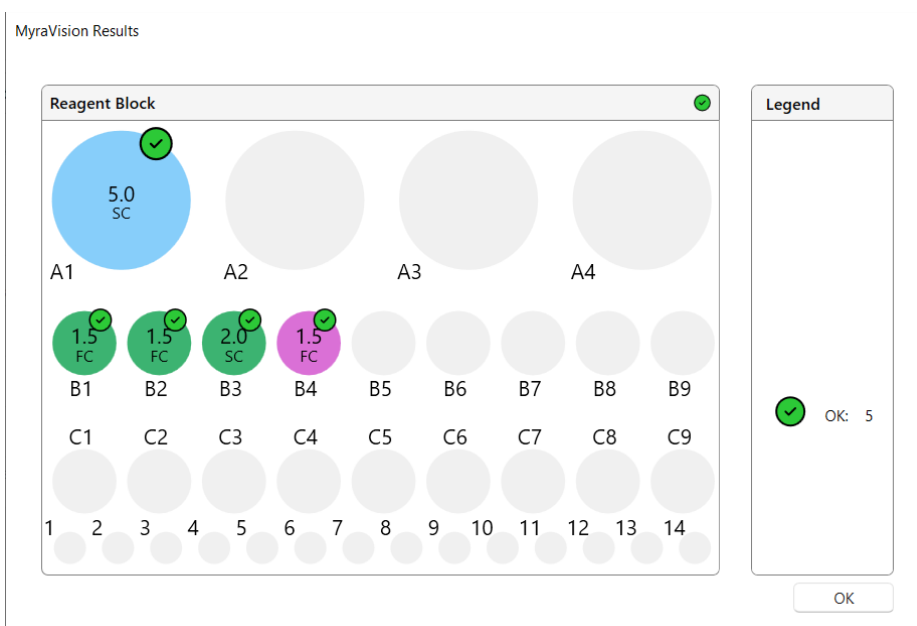 MyraVision Results
Reagent Block
Legend
5.0
SC
A1 A2 A3 A4
1.5 1.5 2.0 1.5
FC FC SC FC
B1 B2 B3 B4 B5 B6 B7 B8 B9
OK: 5
C1 C2 C3 C4 C5 C6 C7 C8 C9
1 2 3 4 5 6 7 8 9 10 11 12 13 14
OK